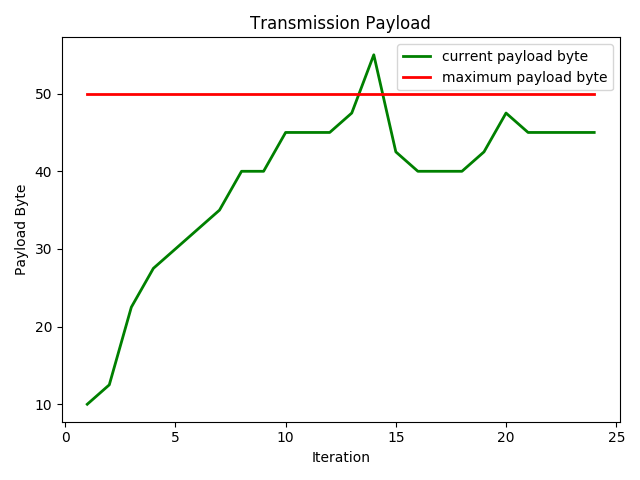 Transmission Payload
current payload byte
maximum payload byte
Payload Byte
50
40
30
20
10
0 5 10 15 20 25
Iteration